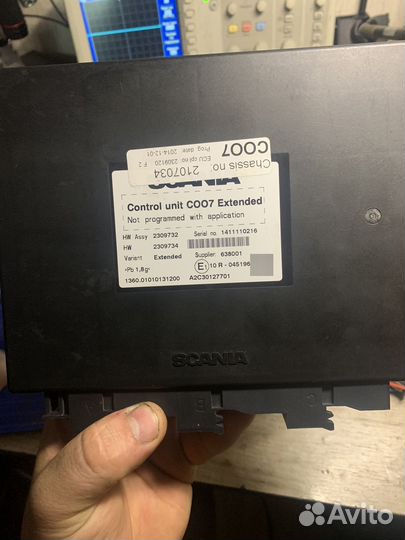 Chassis no: 2107034
ECU cpl no: 2309120 F 2
Prog date: 2014-12-01
COO7
SCANIA
Control unit COO7 Extended
Not programmed with application
HW Assy 2309732 Serial no. 1411110216
HW 2309734 Supplier: 638001
Variant Extended E1 10 R - 045196
>Pb 1,8g<
1360.01010131200 A2C30127701
SCANIA
Avito